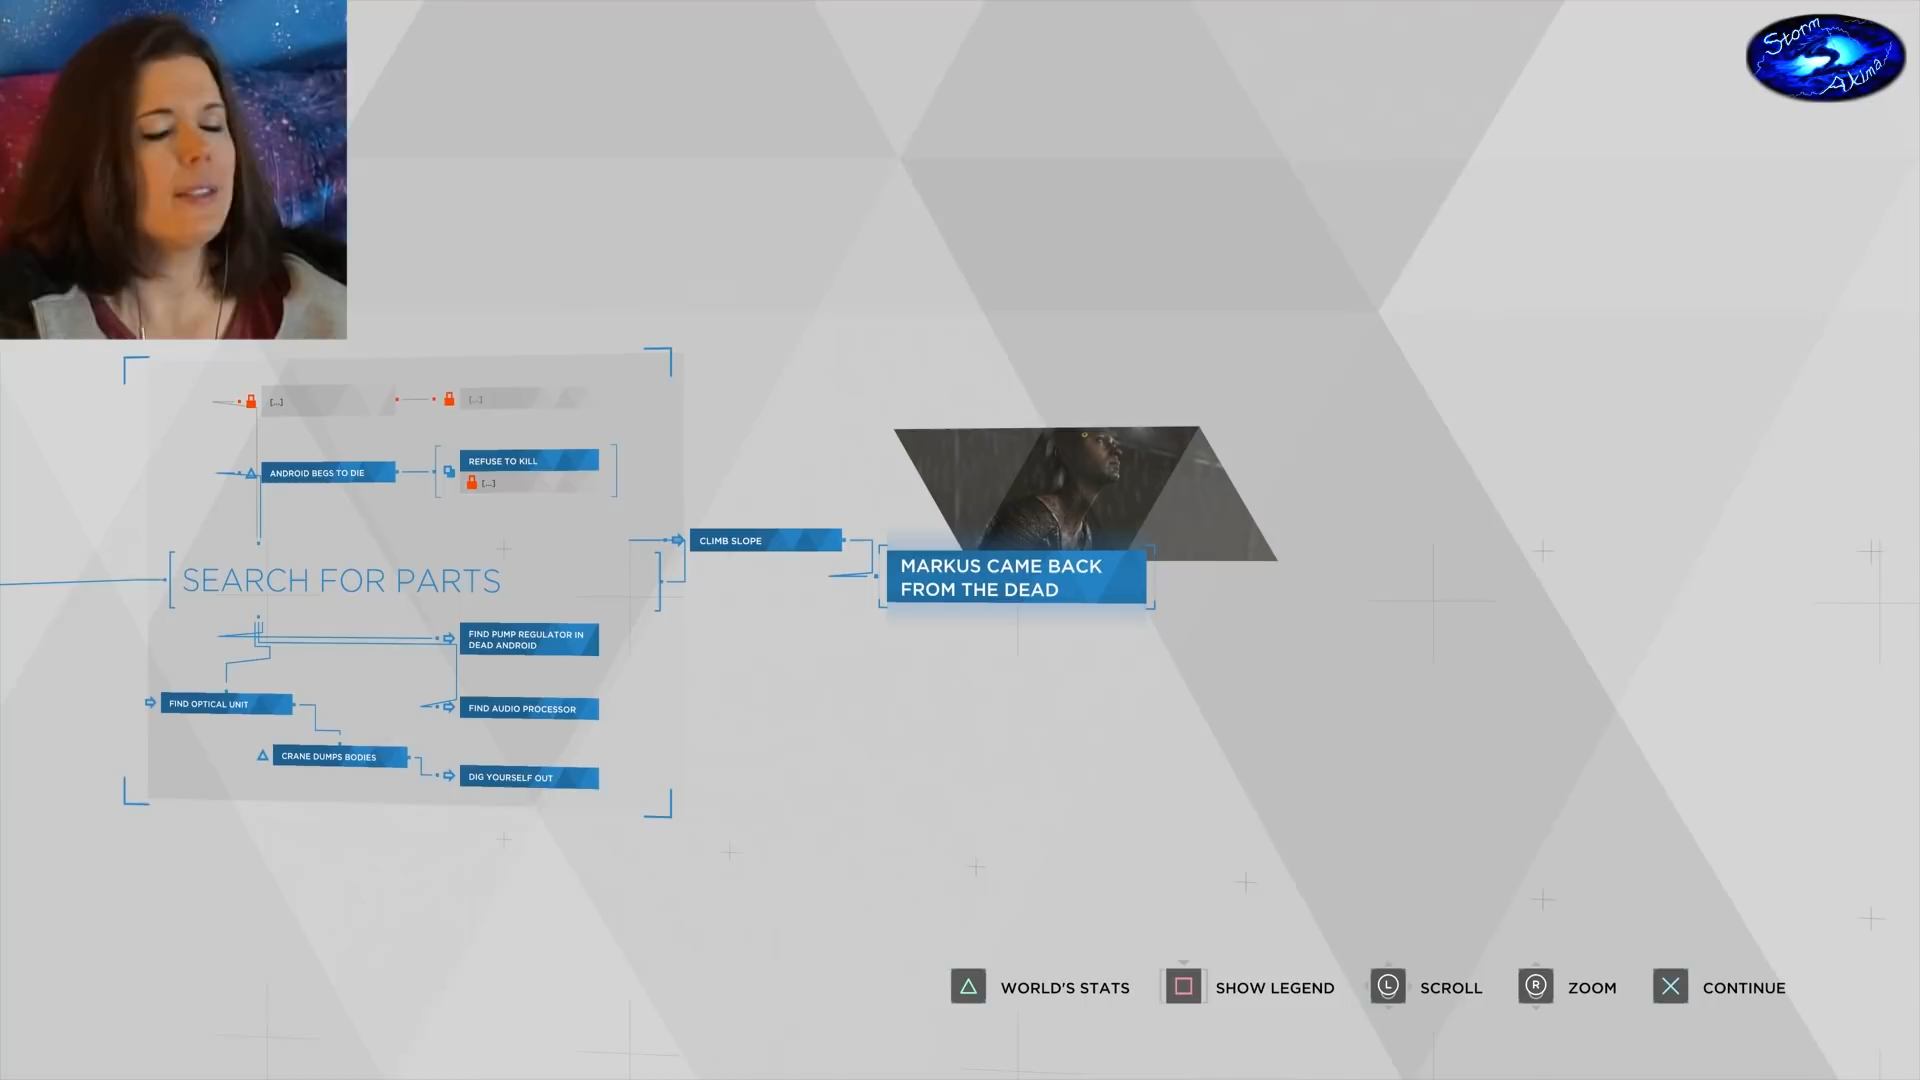 Storm
Akima
[...]
[...]
ANDROID BEGS TO DIE
REFUSE TO KILL
[...]
CLIMB SLOPE
SEARCH FOR PARTS
MARKUS CAME BACK
FROM THE DEAD
FIND PUMP REGULATOR IN
DEAD ANDROID
FIND OPTICAL UNIT
FIND AUDIO PROCESSOR
CRANE DUMPS BODIES
DIG YOURSELF OUT
WORLD'S STATS
SHOW LEGEND
L
SCROLL
R
ZOOM
CONTINUE